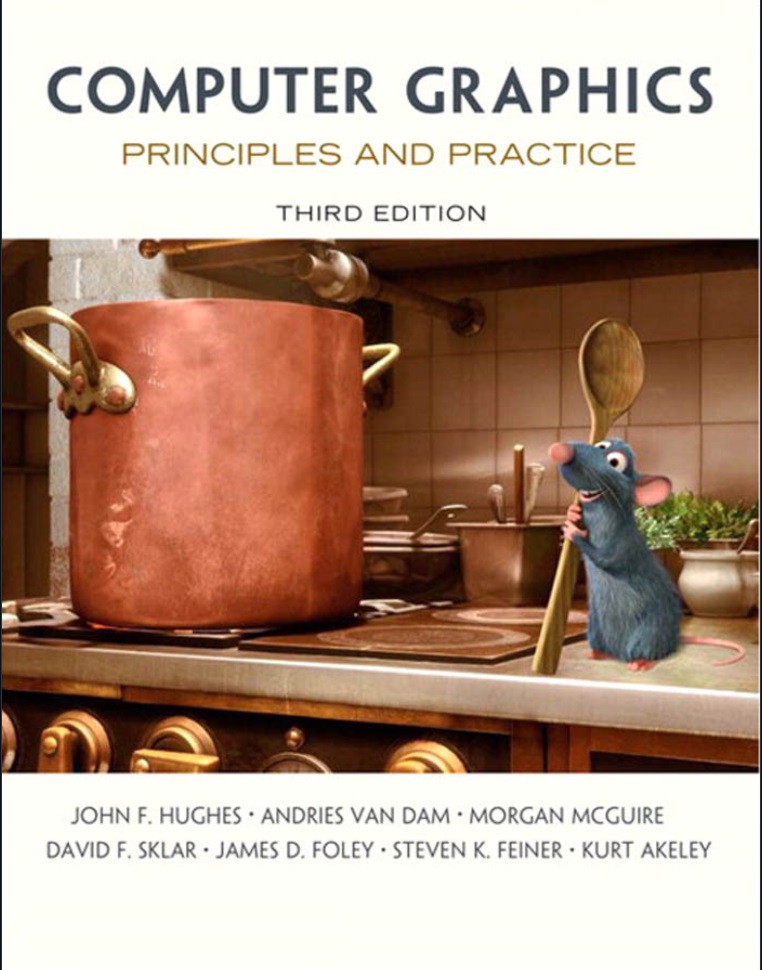 COMPUTER GRAPHICS
PRINCIPLES AND PRACTICE
THIRD EDITION
JOHN F. HUGHES • ANDRIES VAN DAM • MORGAN MCGUIRE
DAVID F. SKLAR • JAMES D. FOLEY • STEVEN K. FEINER • KURT AKELEY